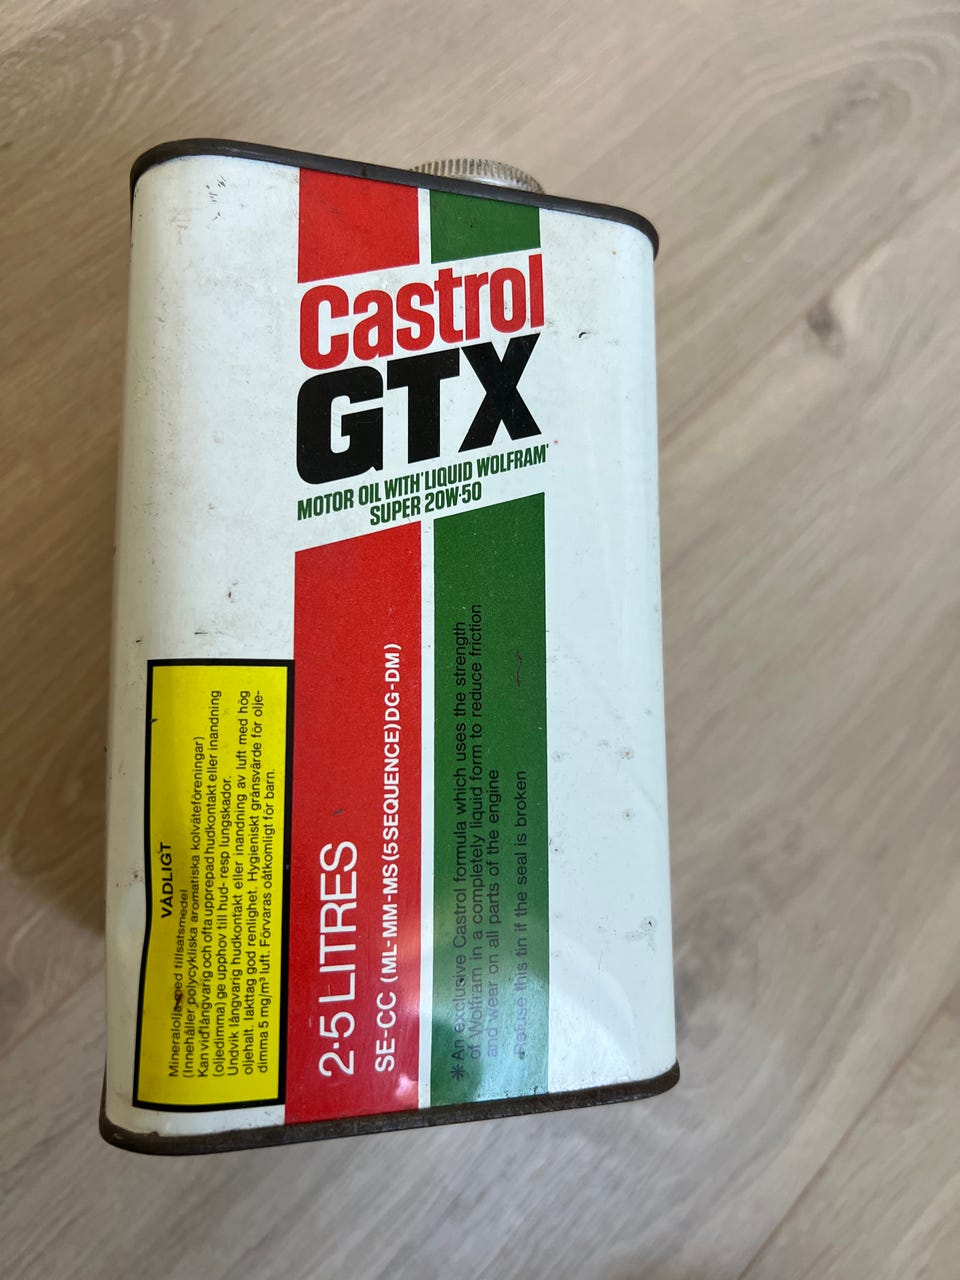 Castrol
GTX
MOTOR OIL WITH 'LIQUID WOLFRAM'*
SUPER 20W·50
VÅDLIGT
Mineralolja med tillsatsmedel
(Innehåller polycykliska aromatiska kolväteföreningar)
Kan vid långvarig och ofta upprepad hudkontakt eller inandning
(oljedimma) ge upphov till hud- resp lungskador.
Undvik långvarig hudkontakt eller inandning av luft med hög
oljehalt. Iakttag god renlighet. Hygieniskt gränsvärde för olje-
dimma 5 mg/m³ luft. Förvaras oåtkomligt för barn.
2·5 LITRES
SE-CC (ML-MM-MS(5SEQUENCE)DG-DM)
*An exclusive Castrol formula which uses the strength
of Wolfram in a completely liquid form to reduce friction
and wear on all parts of the engine
Refuse this tin if the seal is broken